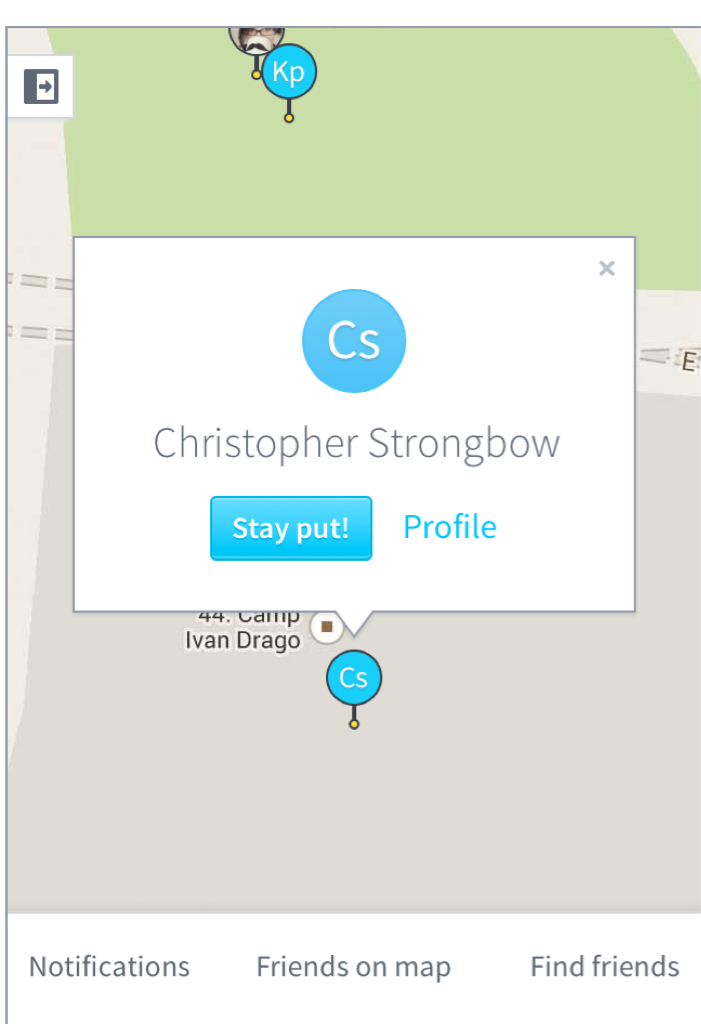 Kp
×
Cs
Christopher Strongbow
Stay put!
Profile
E
44. Camp
Ivan Drago
Cs
Notifications
Friends on map
Find friends